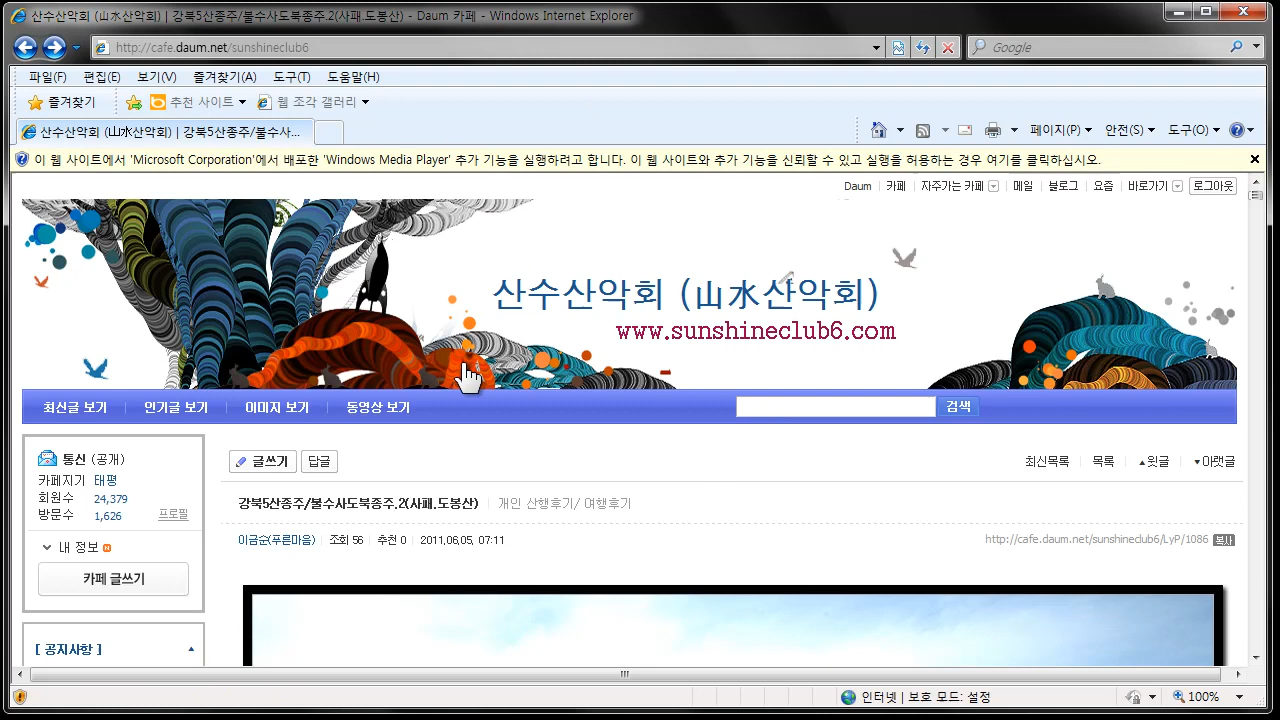 산수산악회 (山水산악회) | 강북5산종주/불수사도북종주.2(사패.도봉산) - Daum 카페 - Windows Internet Explorer
http://cafe.daum.net/sunshineclub6
Google
파일(F) 편집(E) 보기(V) 즐겨찾기(A) 도구(T) 도움말(H)
즐겨찾기 추천 사이트 웹 조각 갤러리
산수산악회 (山水산악회) | 강북5산종주/불수사...
페이지(P) 안전(S) 도구(O)
이 웹 사이트에서 'Microsoft Corporation'에서 배포한 'Windows Media Player' 추가 기능을 실행하려고 합니다. 이 웹 사이트와 추가 기능을 신뢰할 수 있고 실행을 허용하는 경우 여기를 클릭하십시오.
Daum 카페 자주가는 카페 메일 블로그 요즘 바로가기 로그아웃
산수산악회 (山水산악회)
www.sunshineclub6.com
최신글 보기 인기글 보기 이미지 보기 동영상 보기 검색
통신 (공개)
카페지기 태평
회원수 24,379
방문수 1,626 프로필
내 정보 N
카페 글쓰기
[ 공지사항 ]
글쓰기 답글 최신목록 목록 윗글 아랫글
강북5산종주/불수사도북종주.2(사패.도봉산) 개인 산행후기/ 여행후기
이금순(푸른마음) 조회 56 추천 0 2011,06,05, 07:11 http://cafe.daum.net/sunshineclub6/LyP/1086 복사
인터넷 | 보호 모드: 설정 100%